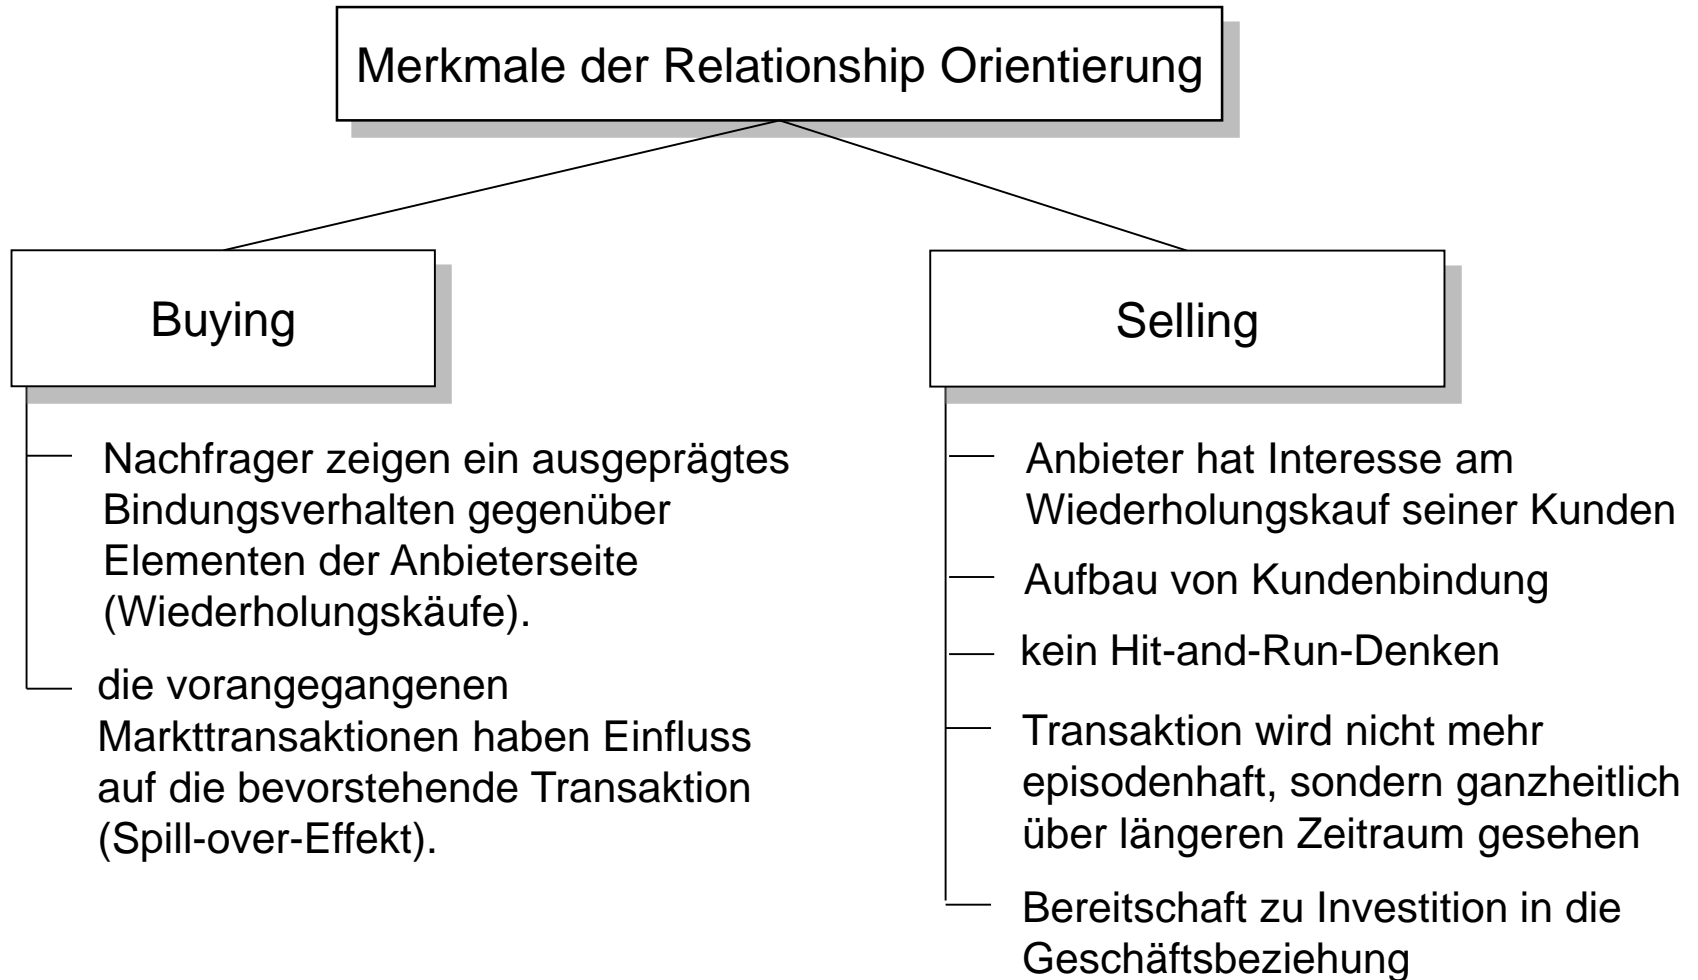 Merkmale der Relationship Orientierung
Buying
Nachfrager zeigen ein ausgeprägtes
Bindungsverhalten gegenüber
Elementen der Anbieterseite
(Wiederholungskäufe).
die vorangegangenen
Markttransaktionen haben Einfluss
auf die bevorstehende Transaktion
(Spill-over-Effekt).
Selling
Anbieter hat Interesse am
Wiederholungskauf seiner Kunden
Aufbau von Kundenbindung
kein Hit-and-Run-Denken
Transaktion wird nicht mehr
episodenhaft, sondern ganzheitlich
über längeren Zeitraum gesehen
Bereitschaft zu Investition in die
Geschäftsbeziehung